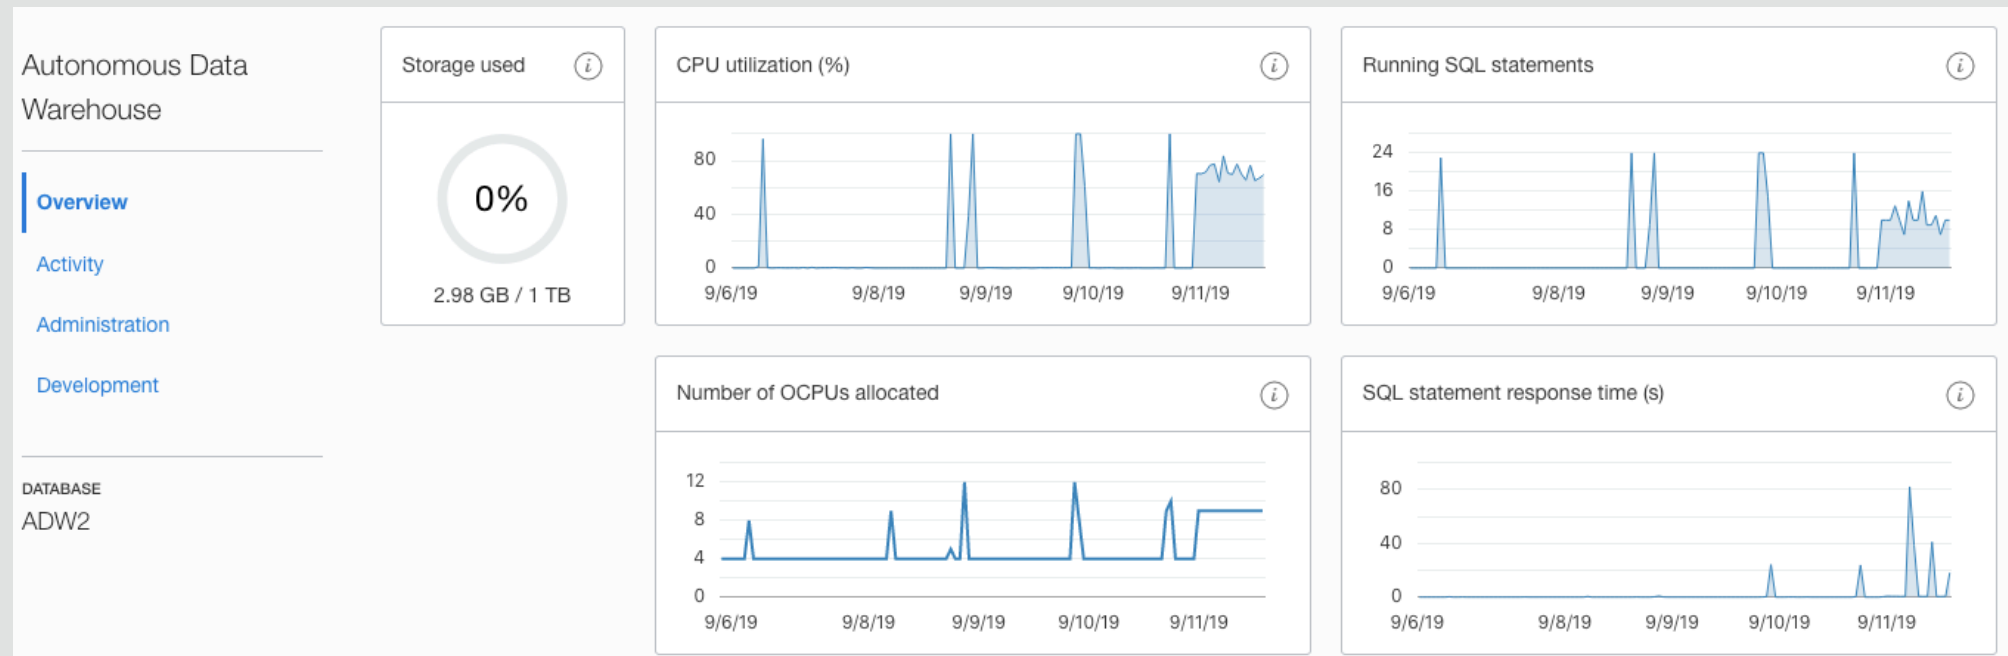 Autonomous Data
Warehouse
Overview
Activity
Administration
Development
DATABASE
ADW2
Storage used
i
0%
2.98 GB / 1 TB
CPU utilization (%)
i
80
40
0
9/6/19 9/8/19 9/9/19 9/10/19 9/11/19
Running SQL statements
i
24
16
8
0
9/6/19 9/8/19 9/9/19 9/10/19 9/11/19
Number of OCPUs allocated
i
12
8
4
0
9/6/19 9/8/19 9/9/19 9/10/19 9/11/19
SQL statement response time (s)
i
80
40
0
9/6/19 9/8/19 9/9/19 9/10/19 9/11/19